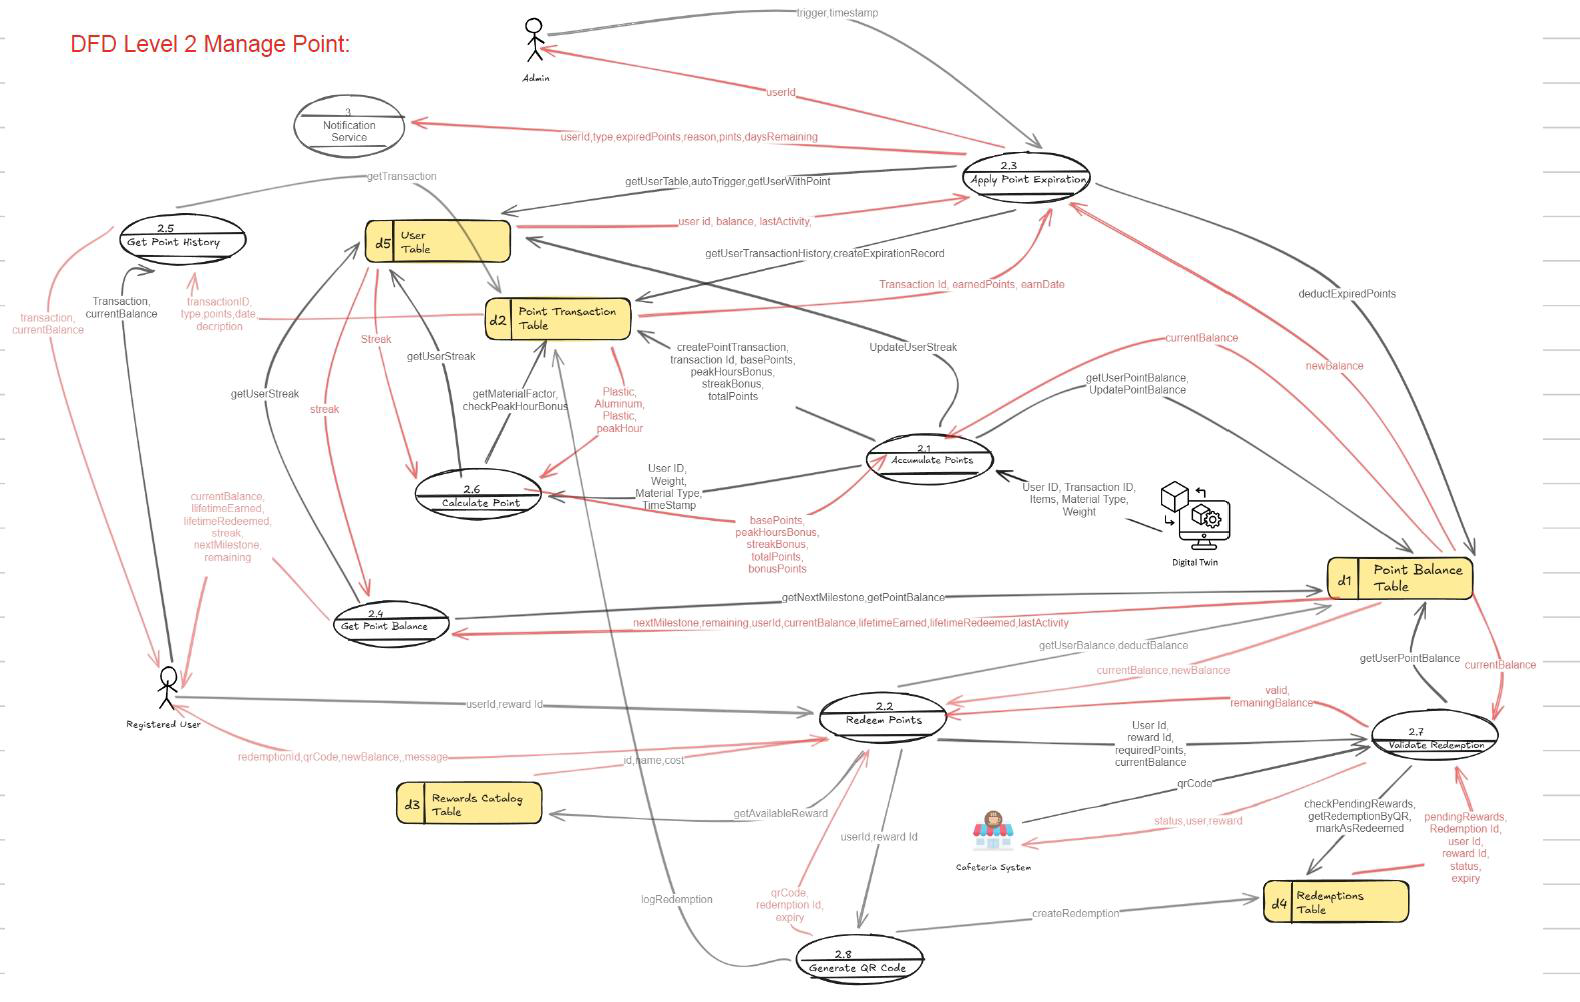 DFD Level 2 Manage Point:
trigger,timestamp
Admin
userId
3
Notification
Service
userId,type,expiredPoints,reason,pints,daysRemaining
2.3
Apply Point Expiration
getTransaction
getUserTable,autoTrigger,getUserWithPoint
user id, balance, lastActivity,
2.5
Get Point History
d5
User
Table
getUserTransactionHistory,createExpirationRecord
Transaction Id, earnedPoints, earnDate
deductExpiredPoints
Transaction,
currentBalance
transactionID,
type,points,date,
decription
transaction,
currentBalance
d2
Point Transaction
Table
Streak
getUserStreak
createPointTransaction,
transaction Id, basePoints,
peakHoursBonus,
streakBonus,
totalPoints
UpdateUserStreak
currentBalance
newBalance
getUserPointBalance,
UpdatePointBalance
getUserStreak
streak
getMaterialFactor,
checkPeakHourBonus
Plastic,
Aluminum,
Plastic,
peakHour
2.1
Accumulate Points
2.6
Calculate Point
User ID,
Weight,
Material Type,
TimeStamp
User ID, Transaction ID,
Items, Material Type,
Weight
Digital Twin
basePoints,
peakHoursBonus,
streakBonus,
totalPoints,
bonusPoints
currentBalance,
llifetimeEarned,
lifetimeRedeemed,
streak,
nextMilestone,
remaining
d1
Point Balance
Table
2.4
Get Point Balance
getNextMilestone,getPointBalance
nextMilestone,remaining,userId,currentBalance,lifetimeEarned,lifetimeRedeemed,lastActivity
getUserBalance,deductBalance
currentBalance,newBalance
getUserPointBalance
currentBalance
Registered User
userId,reward Id
2.2
Redeem Points
valid,
remaningBalance
2.7
Validate Redemption
User Id,
reward Id,
requiredPoints,
currentBalance
redemptionId,qrCode,newBalance,,message
id,name,cost
qrCode
d3
Rewards Catalog
Table
getAvailableReward
userId,reward Id
Cafeteria System
status,user,reward
checkPendingRewards,
getRedemptionByQR,
markAsRedeemed
pendingRewards,
Redemption Id,
user Id,
reward Id,
status,
expiry
logRedemption
qrCode,
redemption Id,
expiry
createRedemption
d4
Redemptions
Table
2.8
Generate QR Code